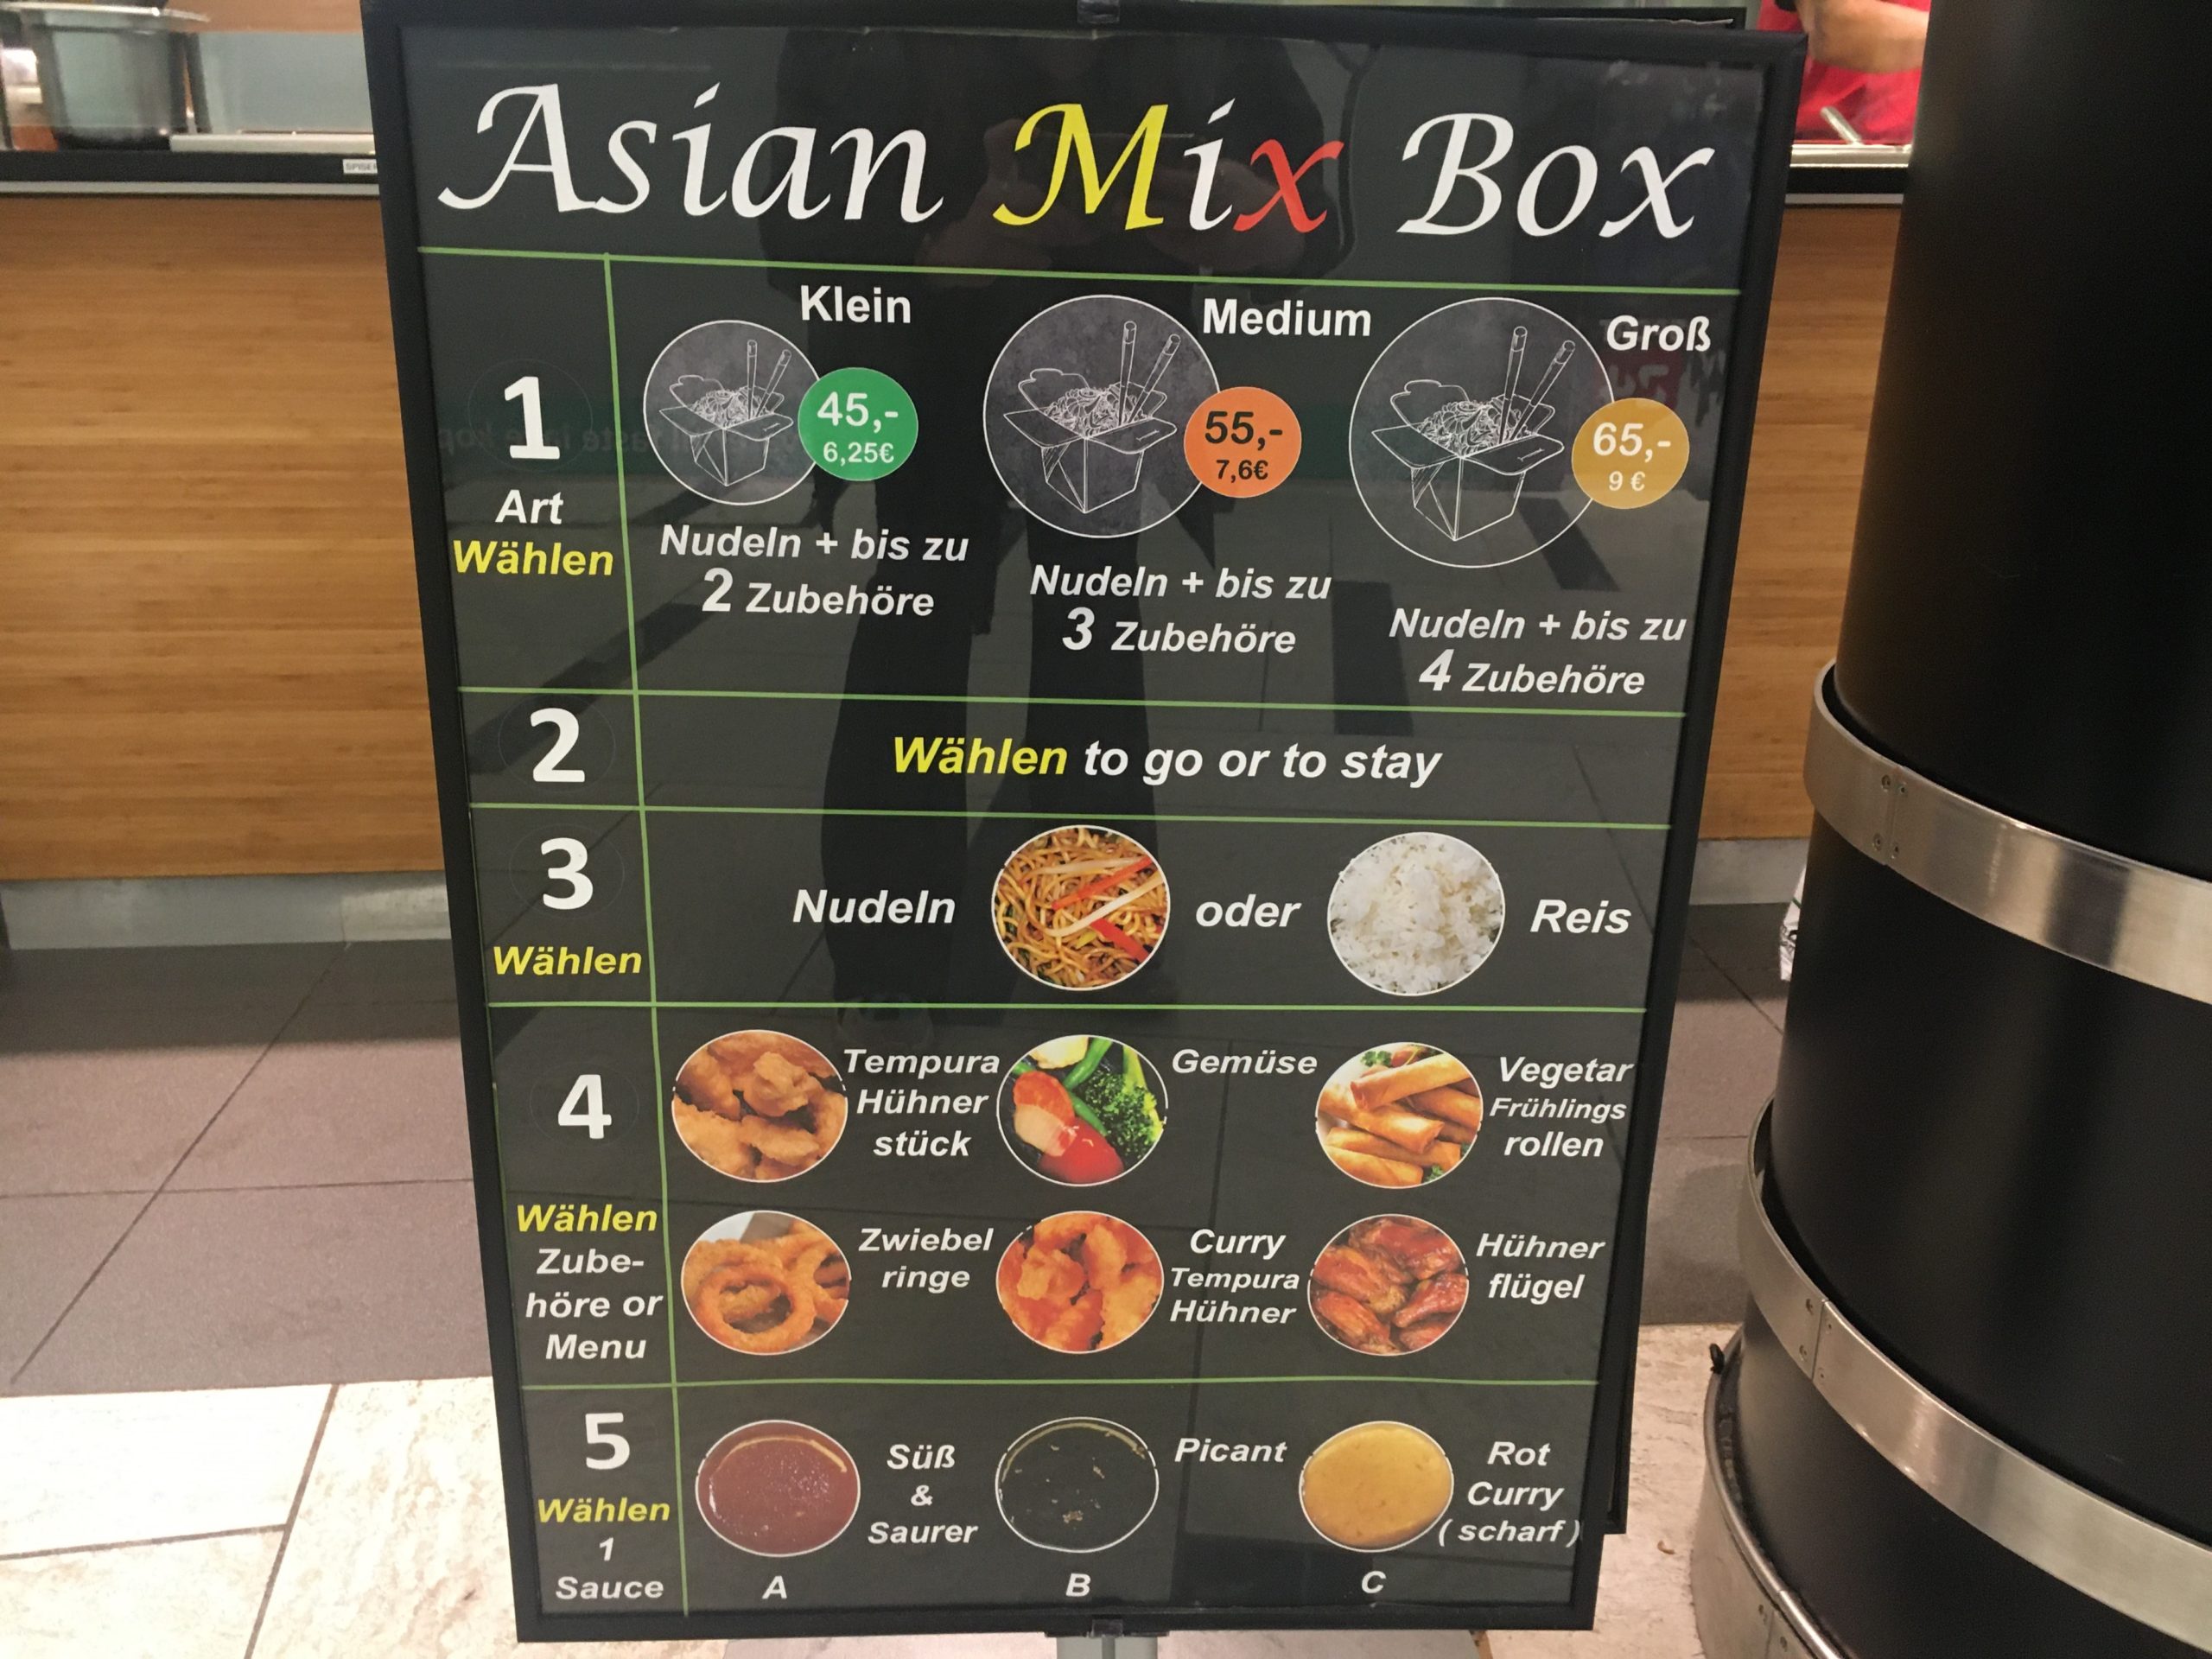 Asian Mix Box
Klein
Medium
Groß
45,-
6,25€
55,-
7,6€
65,-
9 €
1
Art
Wählen
Nudeln + bis zu
2 Zubehöre
Nudeln + bis zu
3 Zubehöre
Nudeln + bis zu
4 Zubehöre
2
Wählen to go or to stay
3
Wählen
Nudeln oder Reis
4
Wählen
Zube-
höre or
Menu
Tempura
Hühner
stück
Gemüse
Vegetar
Frühlings
rollen
Zwiebel
ringe
Curry
Tempura
Hühner
Hühner
flügel
5
Wählen
1
Sauce
Süß
&
Saurer
A
Picant
B
Rot
Curry
( scharf )
C